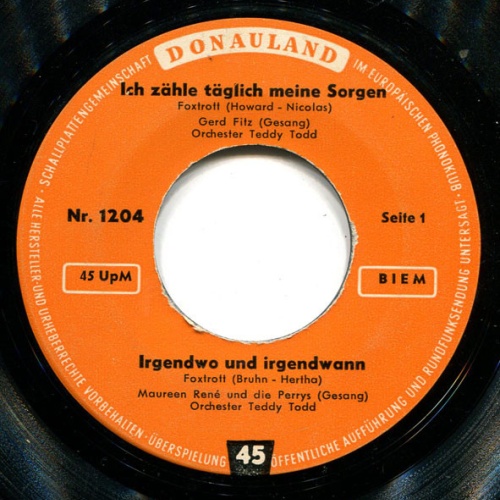 DONAULAND
SCHALLPLATTENGEMEINSCHAFT
IM EUROPÄISCHEN PHONOKLUB
Ich zähle täglich meine Sorgen
Foxtrott (Howard - Nicolas)
Gerd Fitz (Gesang)
Orchester Teddy Todd
Nr. 1204
Seite 1
45 UpM
BIEM
Irgendwo und irgendwann
Foxtrott (Bruhn - Hertha)
Maureen René und die Perrys (Gesang)
Orchester Teddy Todd
45
ALLE HERSTELLER-UND URHEBERRECHTE VORBEHALTEN · ÜBERSPIELUNG ÖFFENTLICHE AUFFÜHRUNG UND RUNDFUNKSENDUNG UNTERSAGT ·